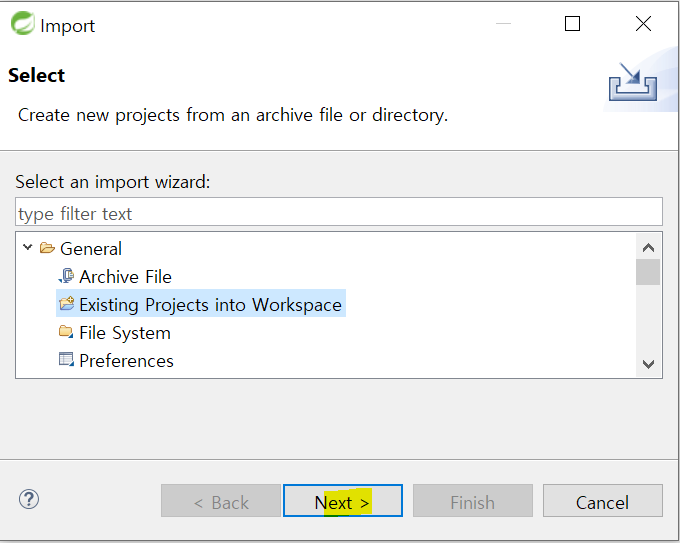 Import
Select
Create new projects from an archive file or directory.
Select an import wizard:
type filter text
General
Archive File
Existing Projects into Workspace
File System
Preferences
?
< Back
Next >
Finish
Cancel